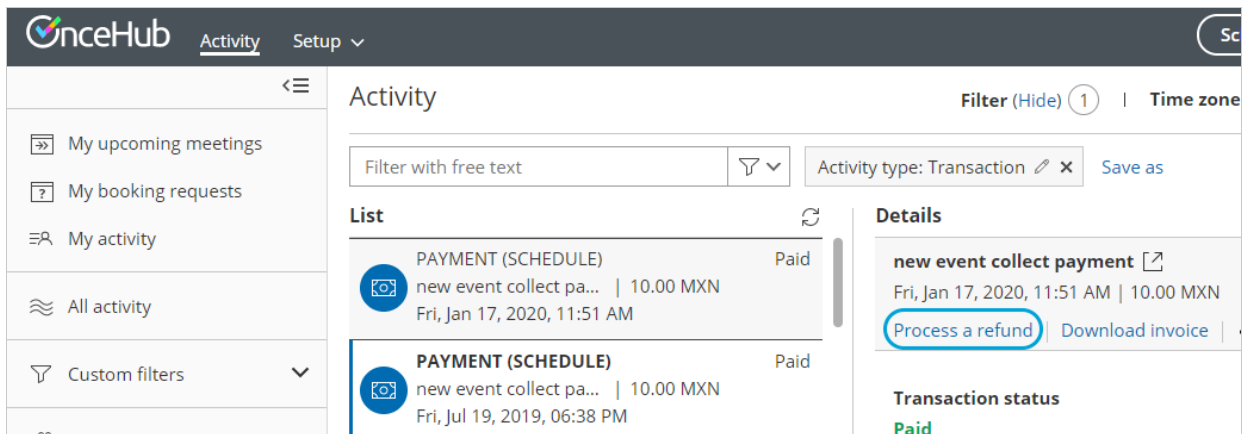 OnceHub Activity Setup
Activity
Filter (Hide) 1 | Time zone
My upcoming meetings
My booking requests
My activity
All activity
Custom filters
Filter with free text
Activity type: Transaction
Save as
List
PAYMENT (SCHEDULE) Paid
new event collect pa... | 10.00 MXN
Fri, Jan 17, 2020, 11:51 AM
PAYMENT (SCHEDULE) Paid
new event collect pa... | 10.00 MXN
Fri, Jul 19, 2019, 06:38 PM
Details
new event collect payment
Fri, Jan 17, 2020, 11:51 AM | 10.00 MXN
Process a refund | Download invoice |
Transaction status
Paid